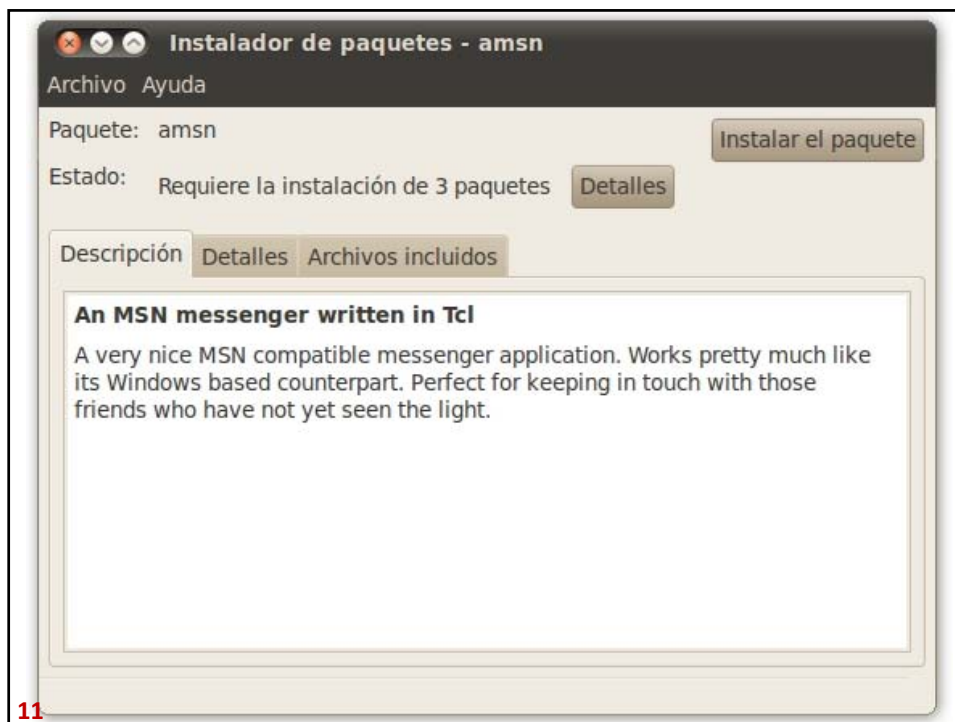 Instalador de paquetes - amsn
Archivo Ayuda
Paquete: amsn
Instalar el paquete
Estado: Requiere la instalación de 3 paquetes Detalles
Descripción Detalles Archivos incluidos
An MSN messenger written in Tcl
A very nice MSN compatible messenger application. Works pretty much like
its Windows based counterpart. Perfect for keeping in touch with those
friends who have not yet seen the light.
11